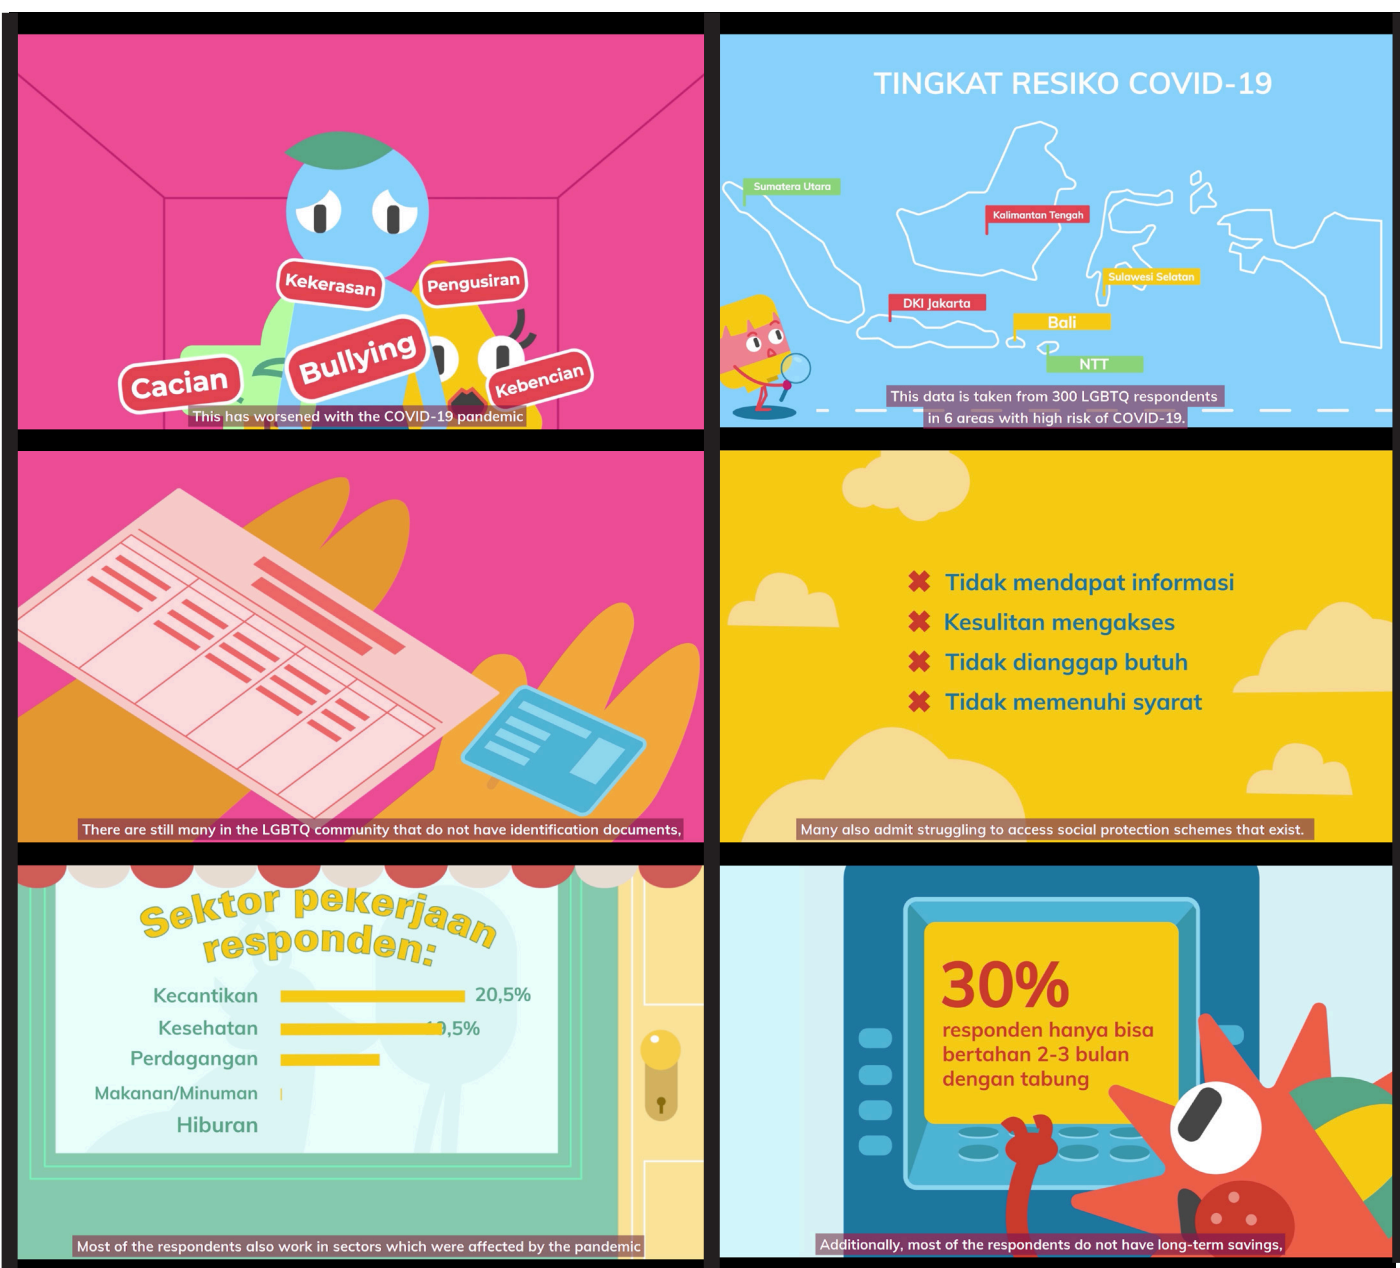 Kekerasan
Pengusiran
Bullying
Cacian
Kebencian
This has worsened with the COVID-19 pandemic
TINGKAT RESIKO COVID-19
Sumatera Utara
Kalimantan Tengah
Sulawesi Selatan
DKI Jakarta
Bali
NTT
This data is taken from 300 LGBTQ respondents
in 6 areas with high risk of COVID-19.
There are still many in the LGBTQ community that do not have identification documents,
Tidak mendapat informasi
Kesulitan mengakses
Tidak dianggap butuh
Tidak memenuhi syarat
Many also admit struggling to access social protection schemes that exist.
Sektor pekerjaan
responden:
Kecantikan 20,5%
Kesehatan 9,5%
Perdagangan
Makanan/Minuman
Hiburan
Most of the respondents also work in sectors which were affected by the pandemic
30%
responden hanya bisa
bertahan 2-3 bulan
dengan tabung
Additionally, most of the respondents do not have long-term savings,